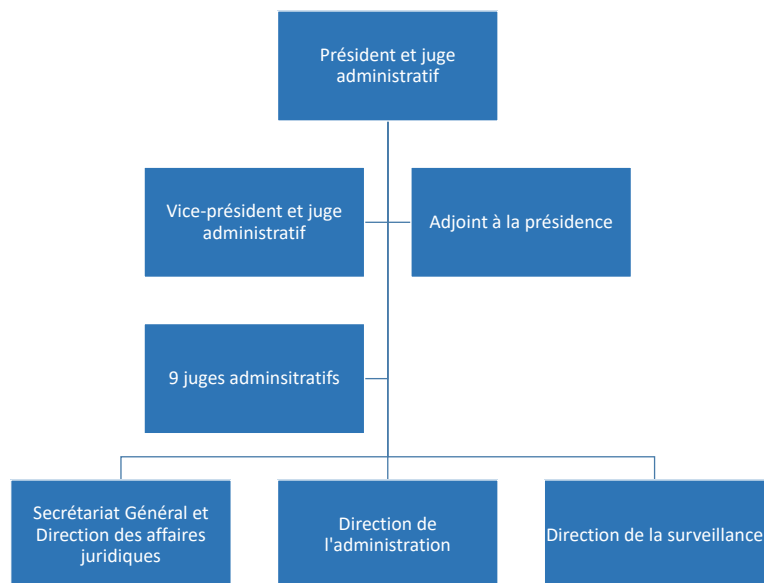 Président et juge
administratif
Vice-président et juge
administratif
Adjoint à la présidence
9 juges adminsitratifs
Secrétariat Général et
Direction des affaires
juridiques
Direction de
l'administration
Direction de la surveillance